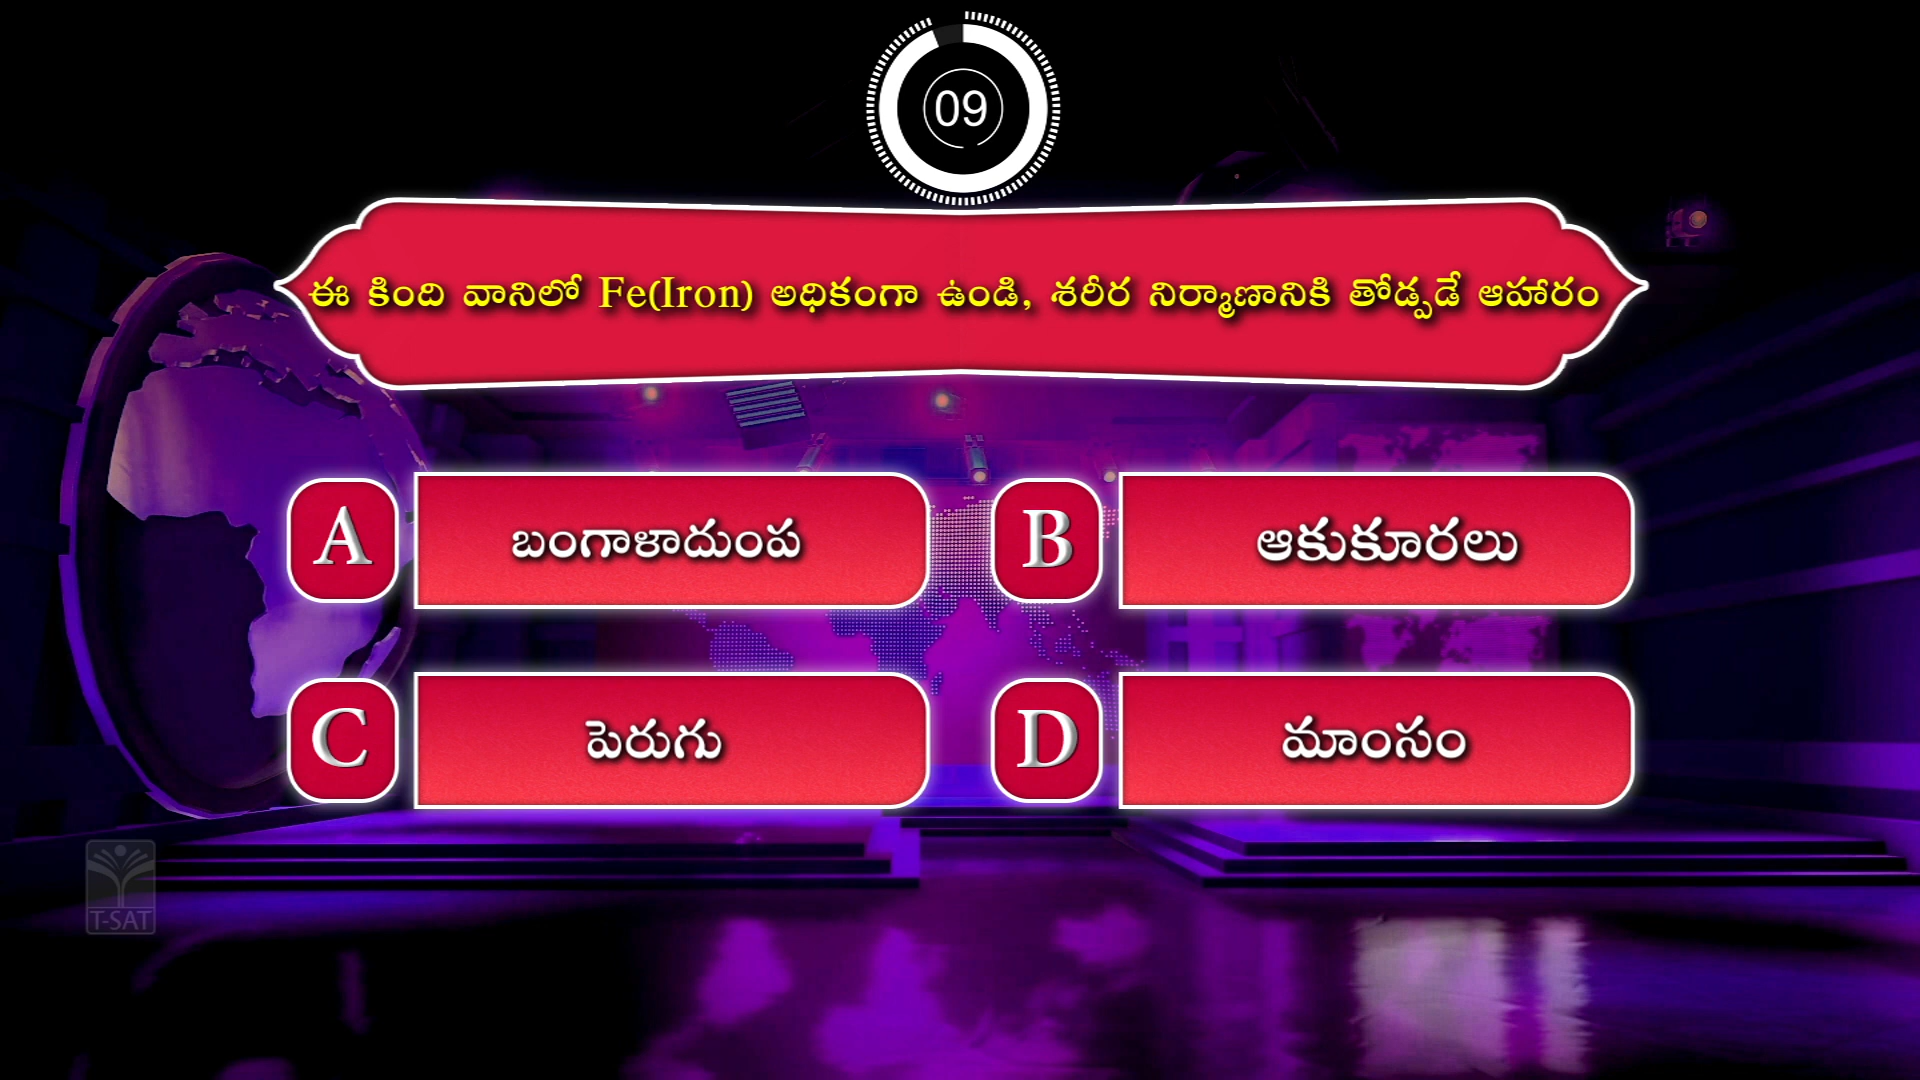 09
ఈ కింది వానిలో Fe(Iron) అధికంగా ఉండి, శరీర నిర్మాణానికి తోడ్పడే ఆహారం
A బంగాళాదుంప
B ఆకుకూరలు
C పెరుగు
D మాంసం
T-SAT